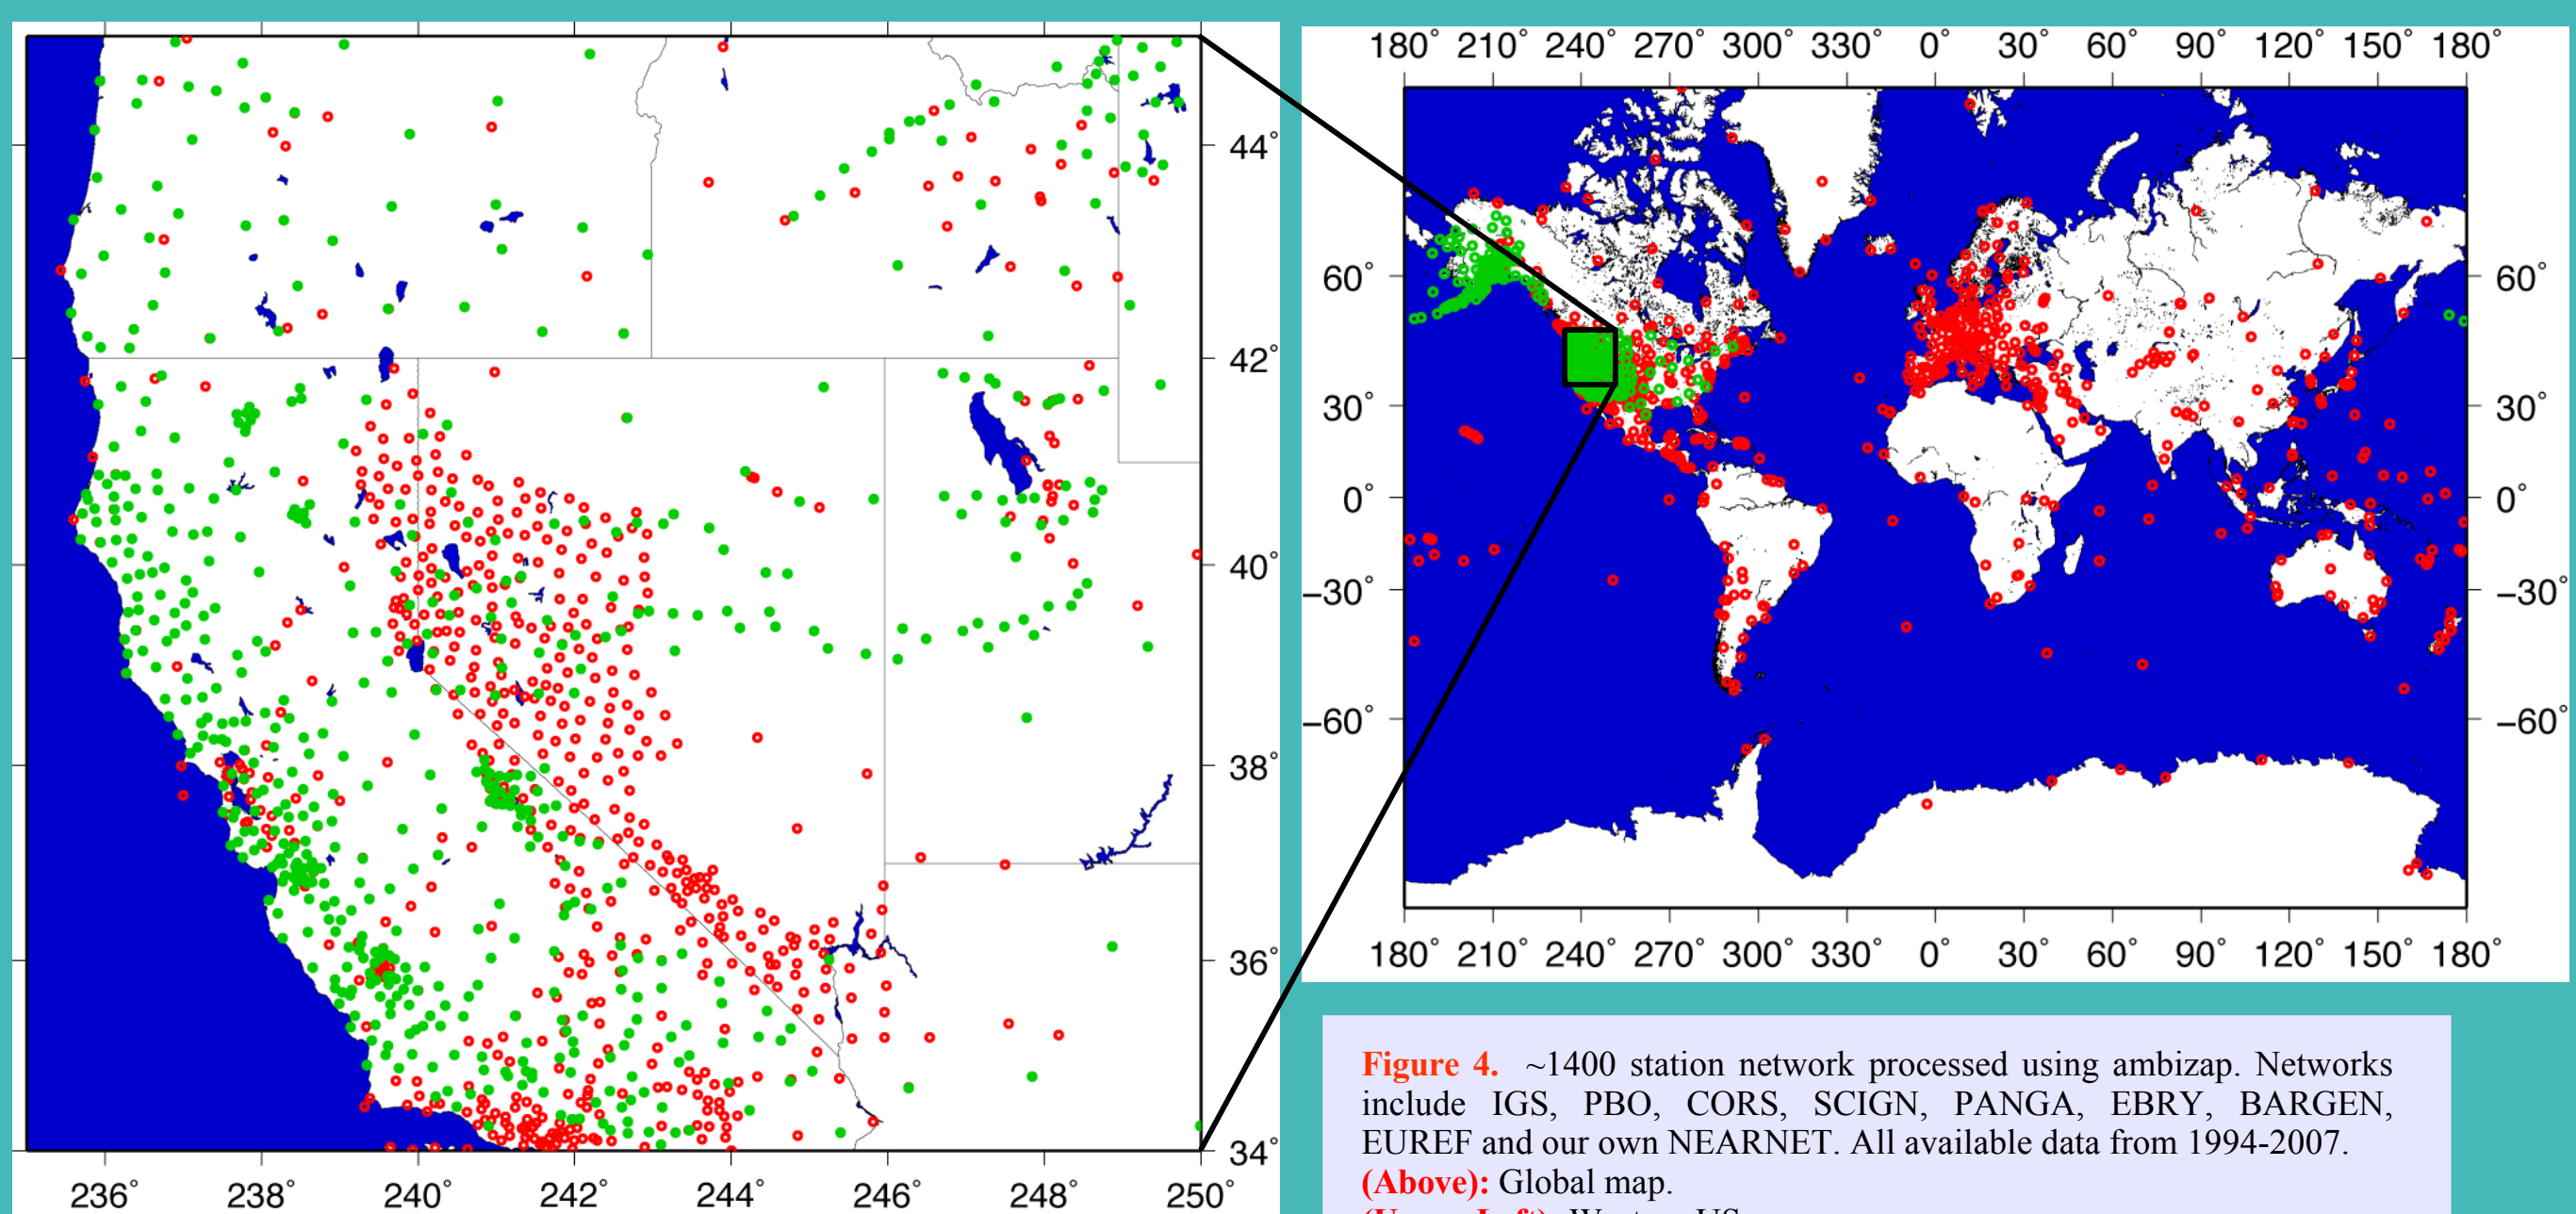 44°
42°
40°
38°
36°
34°
236° 238° 240° 242° 244° 246° 248° 250°
180° 210° 240° 270° 300° 330° 0° 30° 60° 90° 120° 150° 180°
60° 60°
30° 30°
0° 0°
−30° −30°
−60° −60°
180° 210° 240° 270° 300° 330° 0° 30° 60° 90° 120° 150° 180°
Figure 4. ~1400 station network processed using ambizap. Networks
include IGS, PBO, CORS, SCIGN, PANGA, EBRY, BARGEN,
EUREF and our own NEARNET. All available data from 1994-2007.
(Above): Global map.
Left): Western US